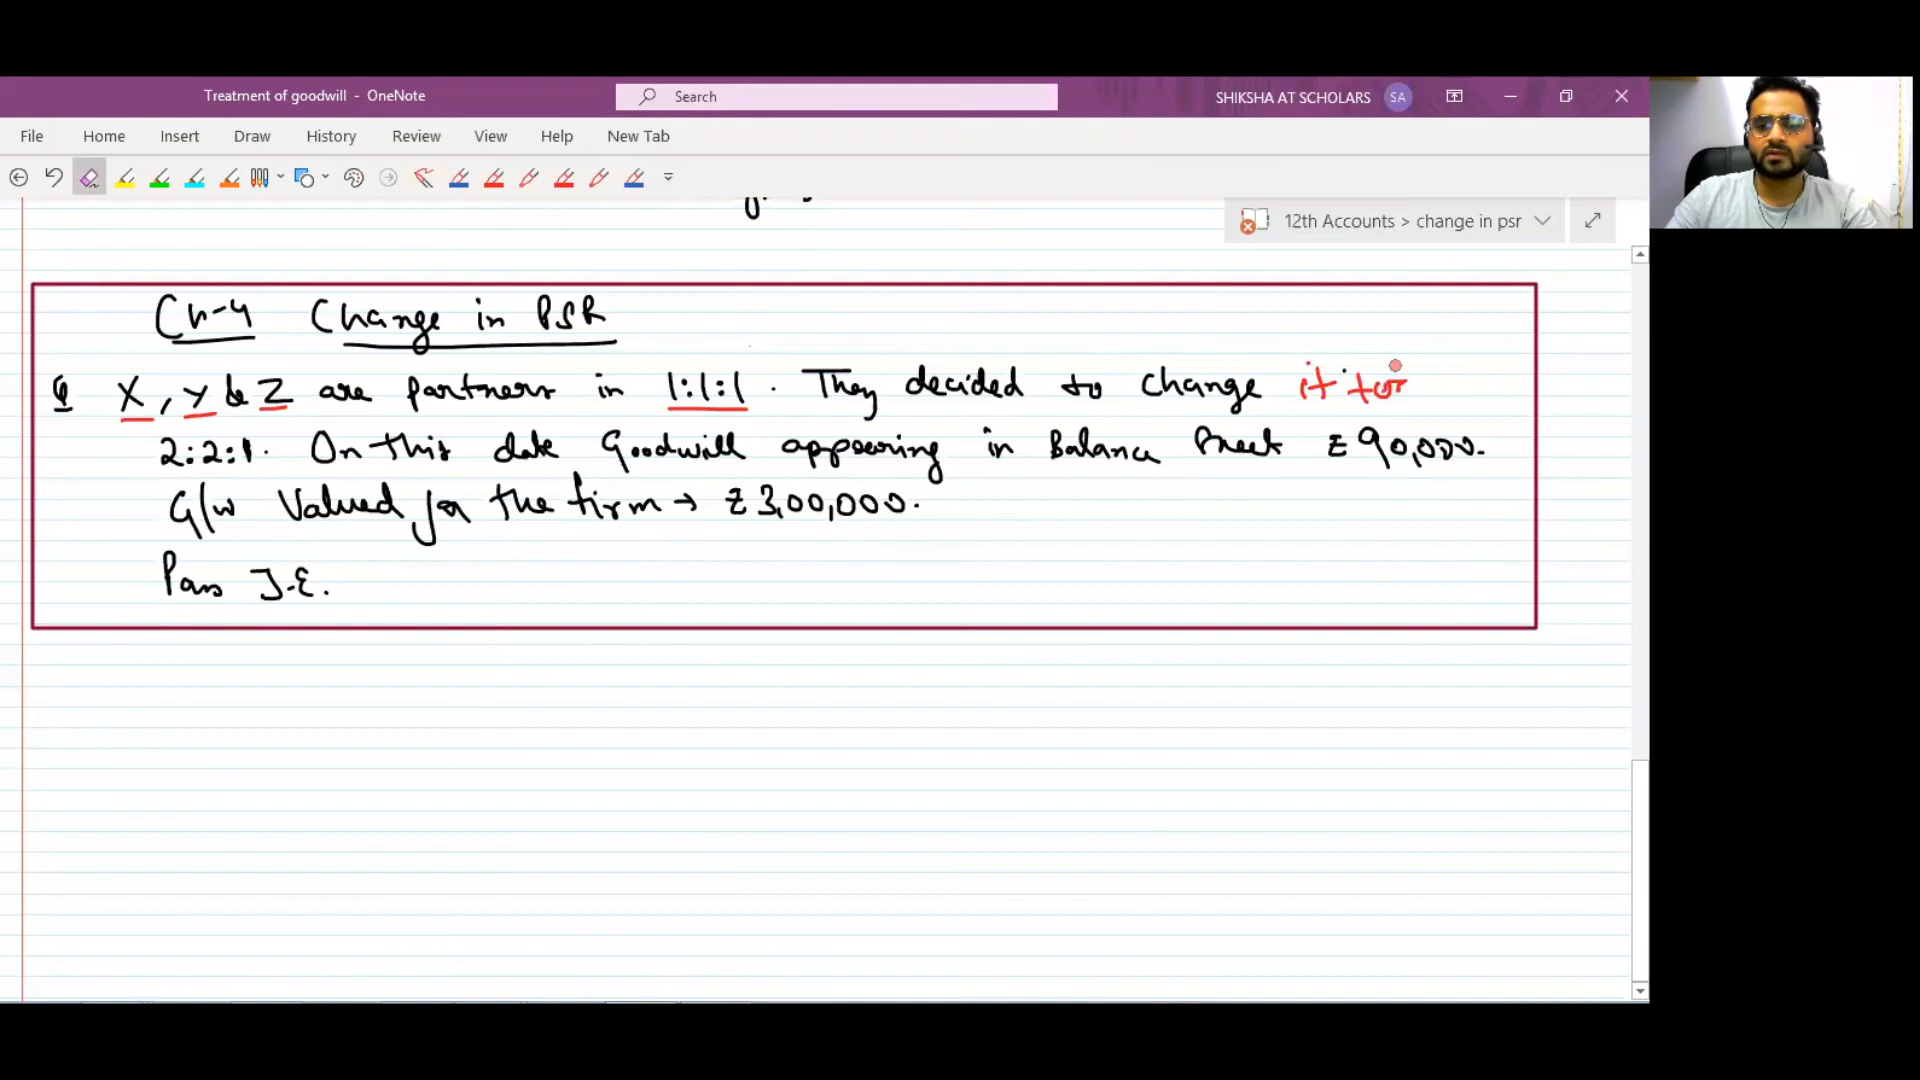 Treatment of goodwill - OneNote
Search
SHIKSHA AT SCHOLARS SA
File Home Insert Draw History Review View Help New Tab
12th Accounts > change in psr
Ch-4 Change in PSR
Q X, Y & Z are partners in 1:1:1. They decided to change it to
2:2:1. On this date Goodwill appearing in Balance Sheet ₹90,000.
G/w Valued for the firm → ₹3,00,000.
Pass J.E.